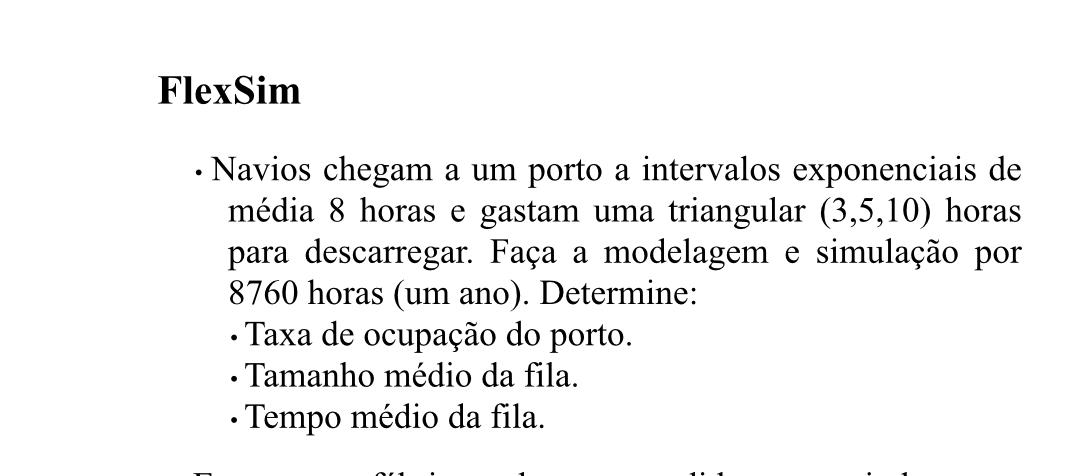 FlexSim
• Navios chegam a um porto a intervalos exponenciais de
média 8 horas e gastam uma triangular (3,5,10) horas
para descarregar. Faça a modelagem e simulação por
8760 horas (um ano). Determine:
• Taxa de ocupação do porto.
• Tamanho médio da fila.
• Tempo médio da fila.